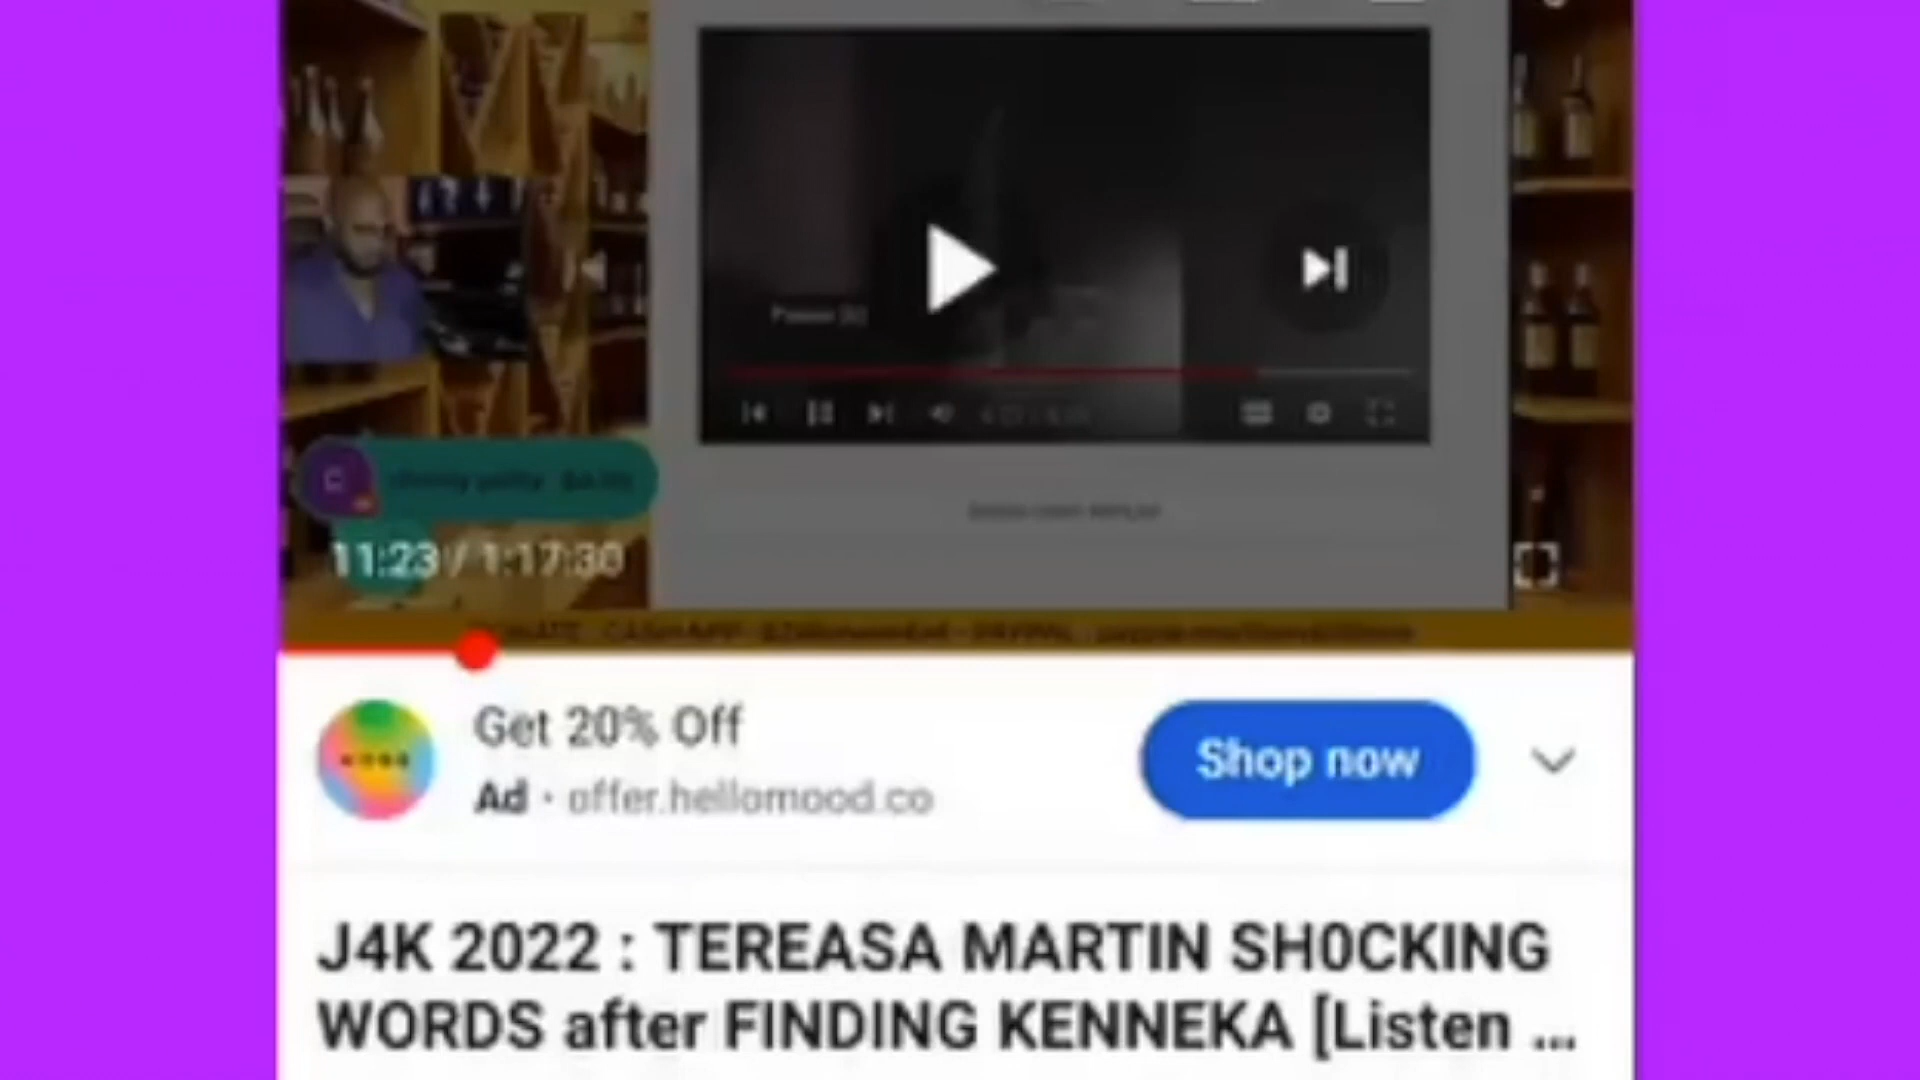 11:23 / 1:17:30
Get 20% Off
Shop now
Ad · offer.hellomood.co
J4K 2022 : TEREASA MARTIN SH0CKING
WORDS after FINDING KENNEKA [Listen ...